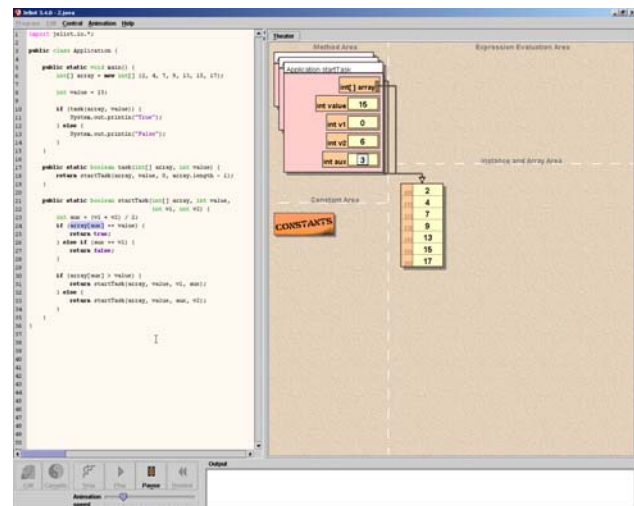 Jeliot 3.4.0 - 2.java
Program Edit Control Animation Help
import jeliot.io.*;
public class Application {
public static void main() {
int[] array = new int[] {2, 4, 7, 9, 13, 15, 17};
int value = 15;
if (task(array, value)) {
System.out.println("True");
} else {
System.out.println("False");
}
}
public static boolean task(int[] array, int value) {
return startTask(array, value, 0, array.length - 1);
}
public static boolean startTask(int[] array, int value,
int v1, int v2) {
int aux = (v1 + v2) / 2;
if (array[aux] == value) {
return true;
} else if (aux == v1) {
return false;
}
if (array[aux] > value) {
return startTask(array, value, v1, aux);
} else {
return startTask(array, value, aux, v2);
}
}
}
Theater
Method Area
Expression Evaluation Area
Application.startTask
int[] array
int value 15
int v1 0
int v2 6
int aux 3
Instance and Array Area
Constant Area
CONSTANTS
2
4
7
9
13
15
17
Edit Compile Step Play Pause Rewind
Animation
speed
Output